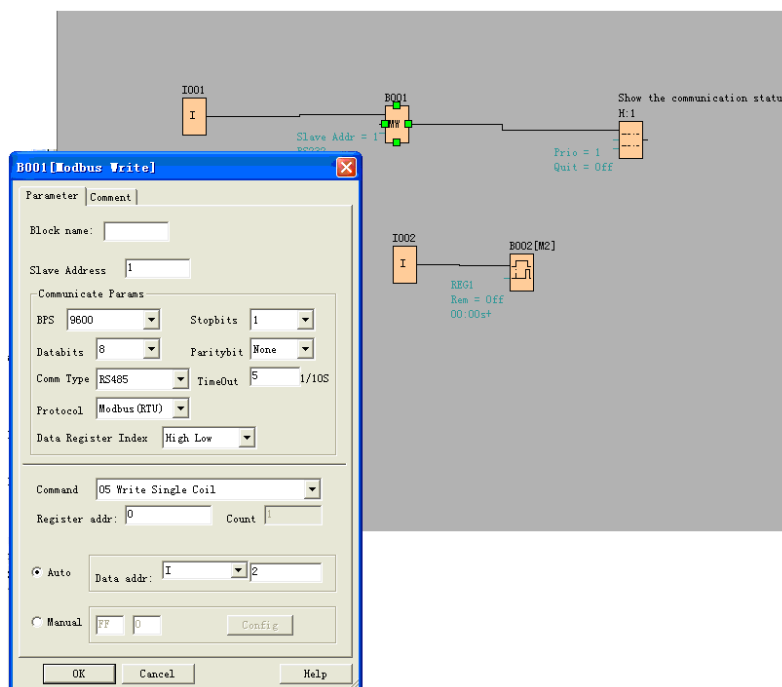 I001
I
B001
MW
Slave Addr = 1
Show the communication statu
H:1
Prio = 1
Quit = Off
I002
I
B002[M2]
REG1
Rem = Off
00:00s+
B001[Modbus Write]
Parameter Comment
Block name:
Slave Address 1
Communicate Params
BPS 9600 Stopbits 1
Databits 8 Paritybit None
Comm Type RS485 TimeOut 5 1/10S
Protocol Modbus(RTU)
Data Register Index High Low
Command 05 Write Single Coil
Register addr: 0 Count 1
Auto Data addr: I 2
Manual FF 0 Config
OK Cancel Help